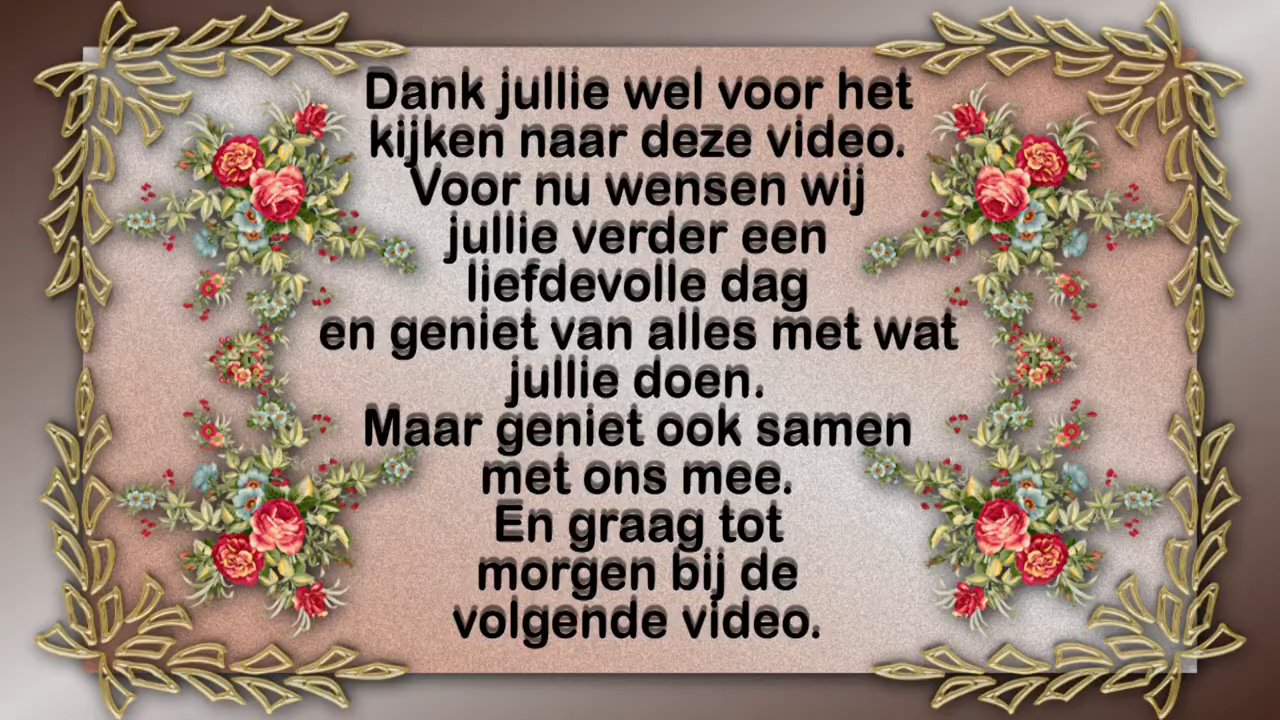 Dank jullie wel voor het
kijken naar deze video.
Voor nu wensen wij
jullie verder een
liefdevolle dag
en geniet van alles met wat
jullie doen.
Maar geniet ook samen
met ons mee.
En graag tot
morgen bij de
volgende video.